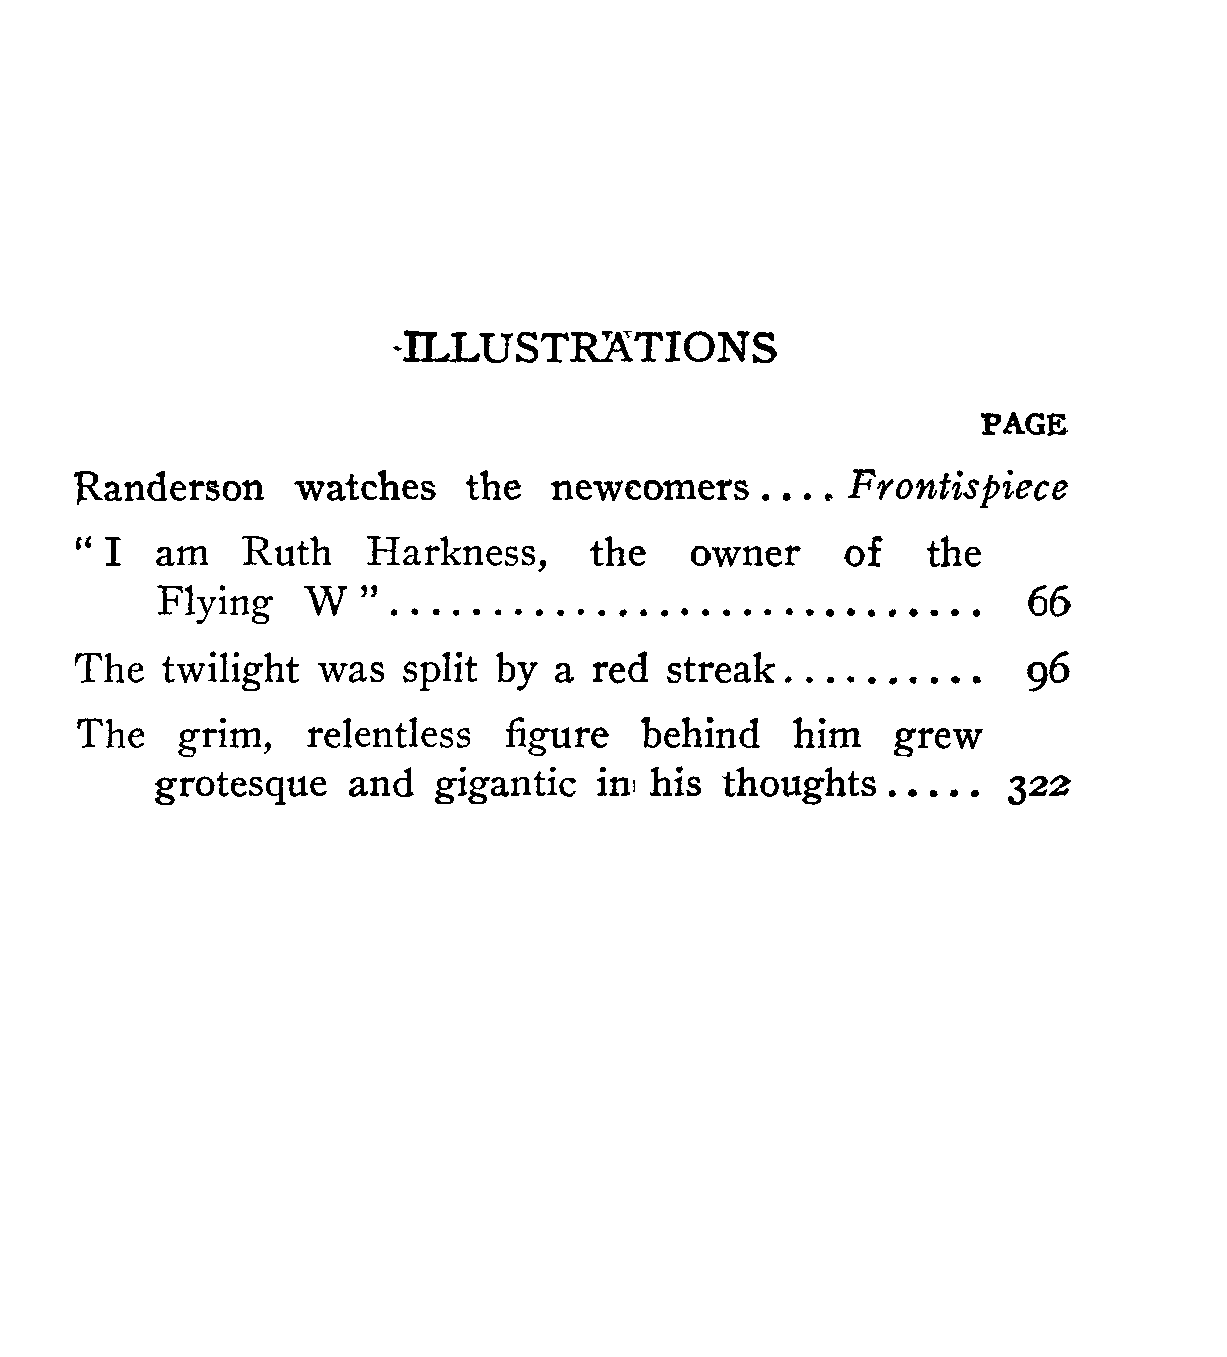 ILLUSTRATIONS
PAGE
Randerson watches the newcomers .... Frontispiece
"I am Ruth Harkness, the owner of the
Flying W" ............................. 66
The twilight was split by a red streak.......... 96
The grim, relentless figure behind him grew
grotesque and gigantic in his thoughts ..... 322